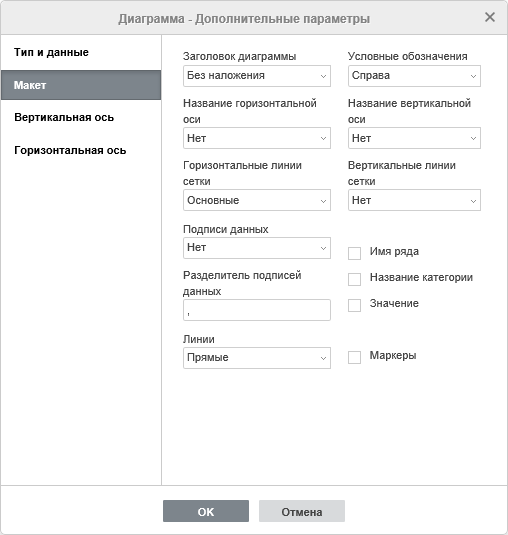 Диаграмма - Дополнительные параметры
Тип и данные
Макет
Вертикальная ось
Горизонтальная ось
Заголовок диаграммы
Без наложения
Условные обозначения
Справа
Название горизонтальной
оси
Нет
Название вертикальной
оси
Нет
Горизонтальные линии
сетки
Основные
Вертикальные линии
сетки
Нет
Подписи данных
Нет
Имя ряда
Название категории
Разделитель подписей
данных
,
Значение
Линии
Прямые
Маркеры
OK
Отмена